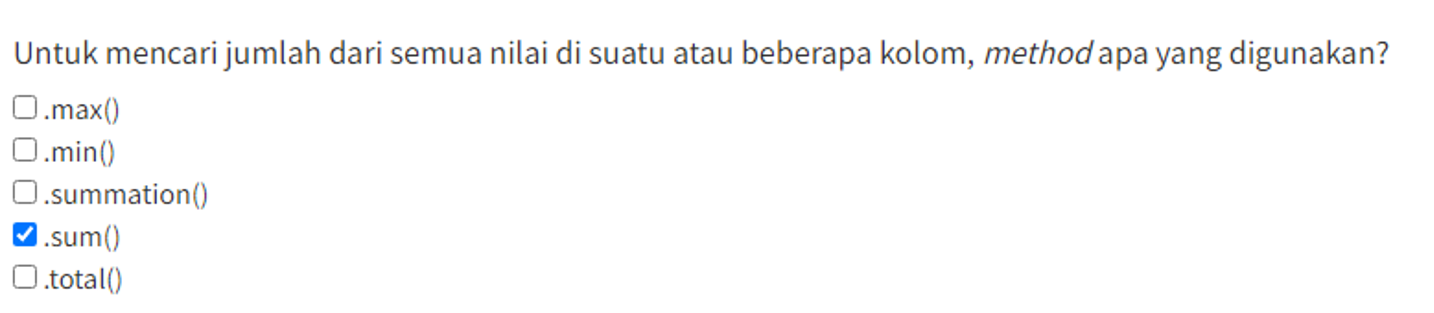 Untuk mencari jumlah dari semua nilai di suatu atau beberapa kolom, method apa yang digunakan?
.max()
.min()
.summation()
.sum()
.total()